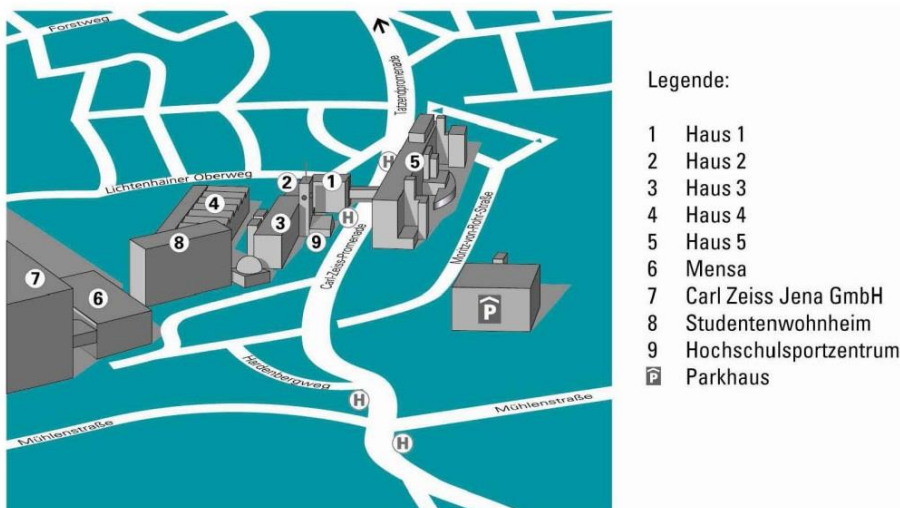 Forstweg
Tatzendpromenade
Lichtenhainer Oberweg
Carl-Zeiss-Promenade
Moritz-von-Rohr-Straße
Hardenbergweg
Mühlenstraße
Mühlenstraße
H
H
H
H
1
2
3
4
5
6
7
8
9
P
Legende:
1 Haus 1
2 Haus 2
3 Haus 3
4 Haus 4
5 Haus 5
6 Mensa
7 Carl Zeiss Jena GmbH
8 Studentenwohnheim
9 Hochschulsportzentrum
P Parkhaus